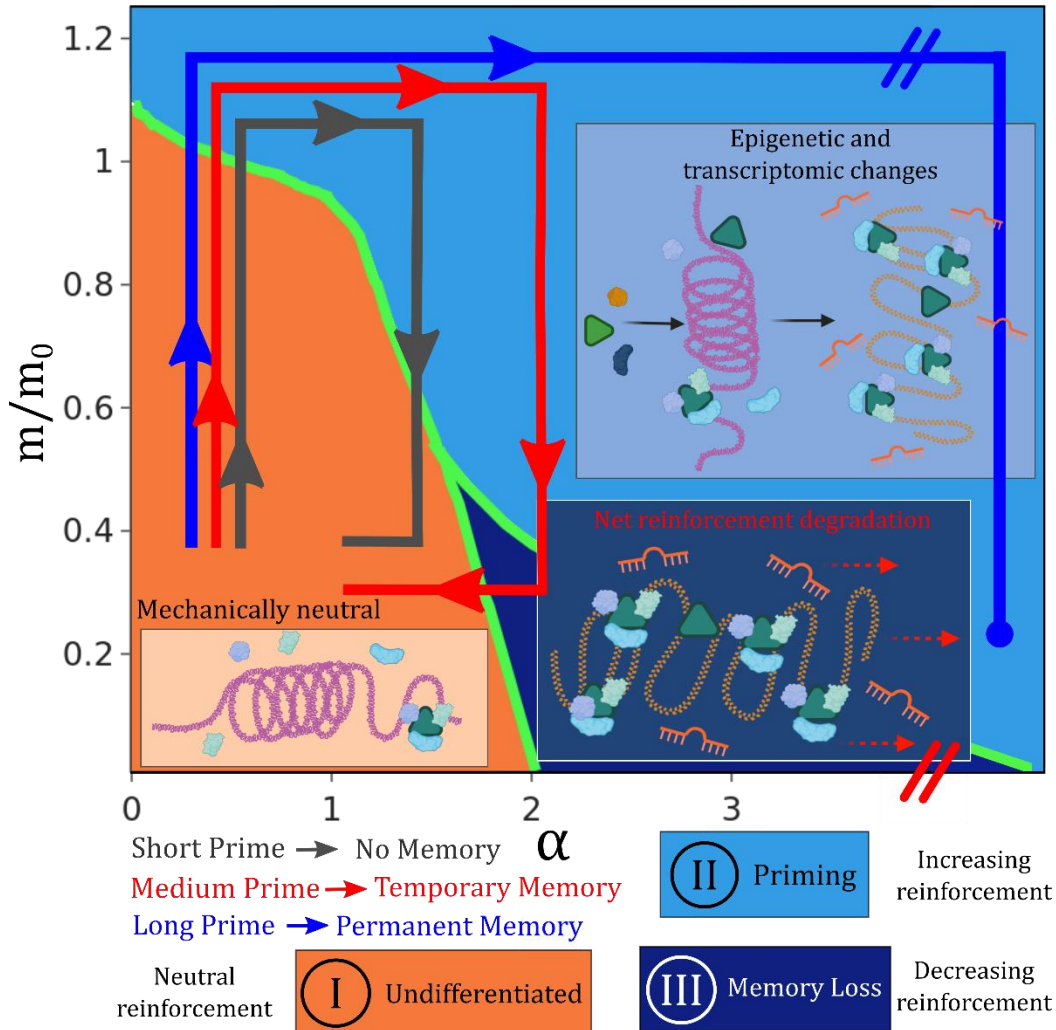 1.2
1
0.8
0.6
0.4
0.2
m/m0
Epigenetic and
transcriptomic changes
Net reinforcement degradation
Mechanically neutral
0
1
2
3
α
Short Prime
No Memory
Medium Prime
Temporary Memory
Long Prime
Permanent Memory
II
Priming
Increasing
reinforcement
Neutral
reinforcement
I
Undifferentiated
III
Memory Loss
Decreasing
reinforcement